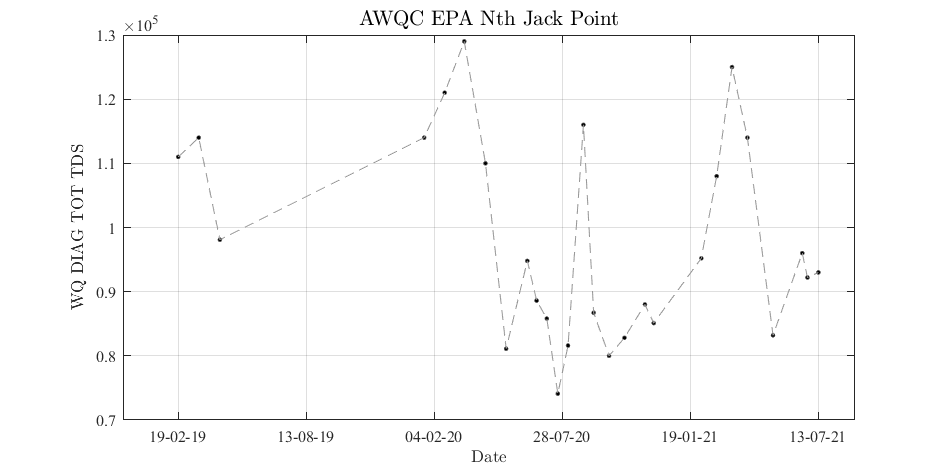 AWQC EPA Nth Jack Point
×10⁵
1.3
1.2
1.1
1
0.9
0.8
0.7
WQ DIAG TOT TDS
19-02-19 13-08-19 04-02-20 28-07-20 19-01-21 13-07-21
Date